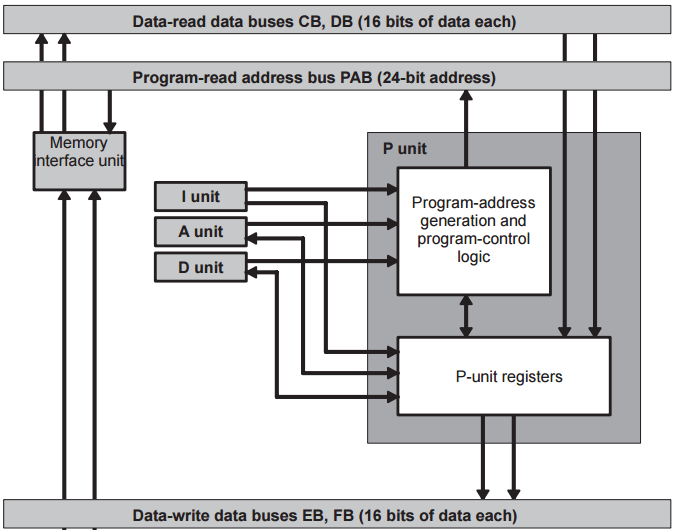 Data-read data buses CB, DB (16 bits of data each)
Program-read address bus PAB (24-bit address)
Memory
interface unit
P unit
I unit
A unit
D unit
Program-address
generation and
program-control
logic
P-unit registers
Data-write data buses EB, FB (16 bits of data each)